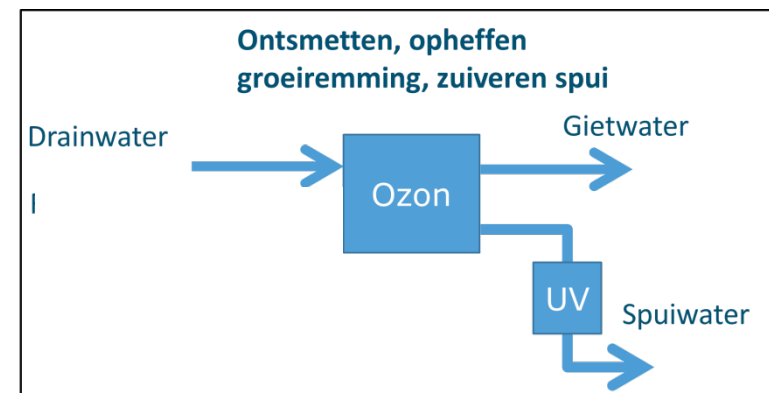 Ontsmetten, opheffen
groeiremming, zuiveren spui
Drainwater
Gietwater
Ozon
UV
Spuiwater